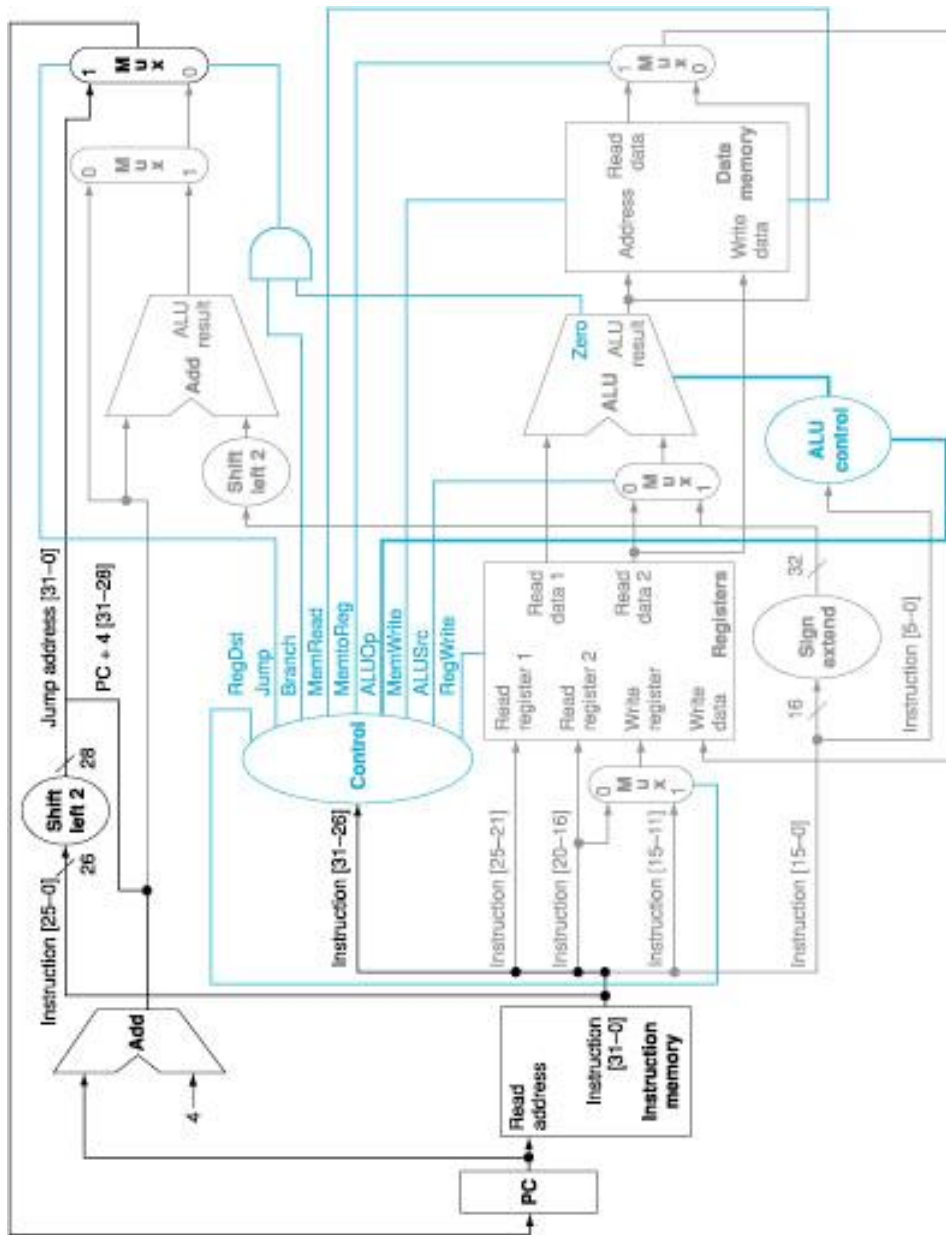 Instruction [25–0]
26
Shift
left 2
28
Jump address [31–0]
PC + 4 [31–28]
Add
4
0
M
u
x
1
1
M
u
x
0
Add
ALU
result
Shift
left 2
Control
RegDst
Jump
Branch
MemRead
MemtoReg
ALUOp
MemWrite
ALUSrc
RegWrite
Instruction [31–26]
PC
Read
address
Instruction
[31–0]
Instruction
memory
Instruction [25–21]
Instruction [20–16]
Instruction [15–11]
Instruction [15–0]
0
M
u
x
1
Read
register 1
Read
register 2
Write
register
Write
data
Read
data 1
Read
data 2
Registers
0
M
u
x
1
Zero
ALU
ALU
result
Address
Read
data
Write
data
Data
memory
1
M
u
x
0
16
Sign
extend
32
Instruction [5–0]
ALU
control